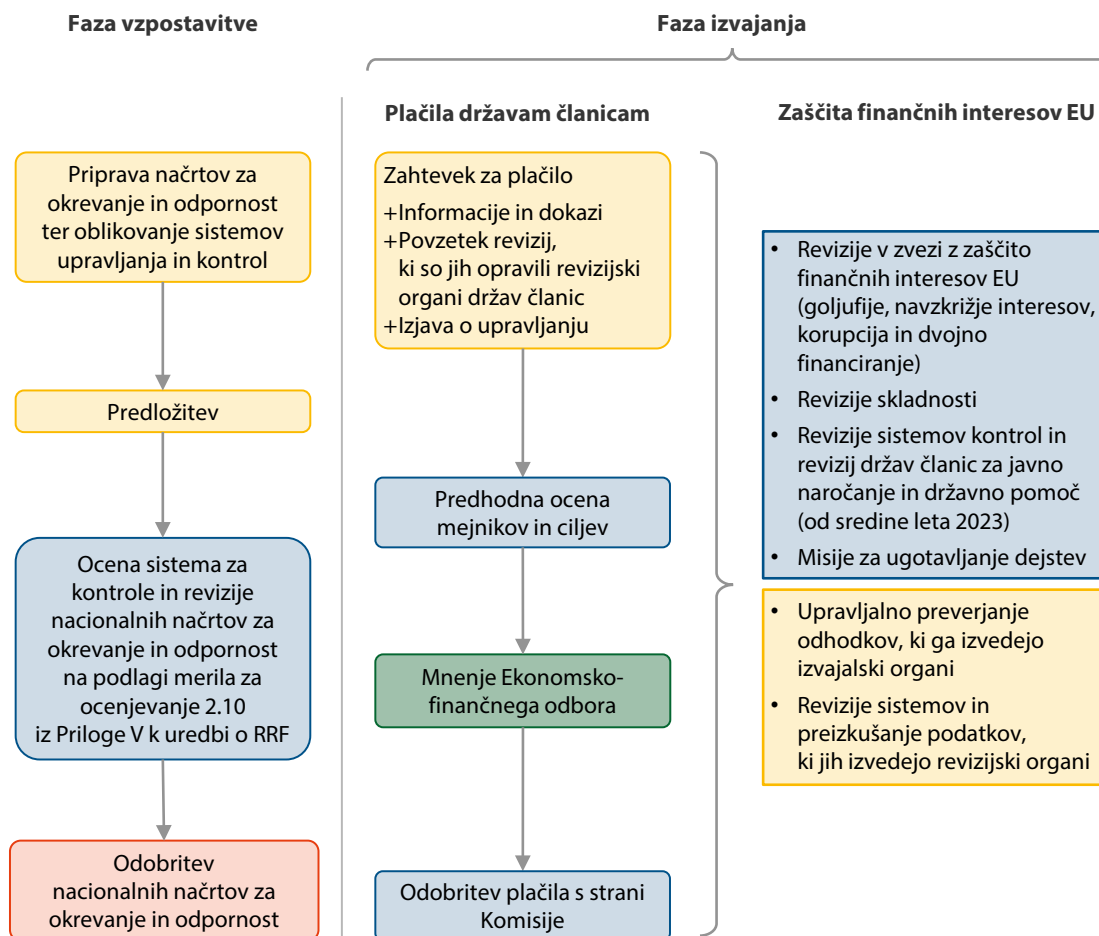 Faza vzpostavitve
Faza izvajanja
Plačila državam članicam
Zaščita finančnih interesov EU
Priprava načrtov za
okrevanje in odpornost
ter oblikovanje sistemov
upravljanja in kontrol
Predložitev
Ocena sistema za
kontrole in revizije
nacionalnih načrtov za
okrevanje in odpornost
na podlagi merila za
ocenjevanje 2.10
iz Priloge V k uredbi o RRF
Odobritev
nacionalnih načrtov za
okrevanje in odpornost
Zahtevek za plačilo
+Informacije in dokazi
+Povzetek revizij,
ki so jih opravili revizijski
organi držav članic
+Izjava o upravljanju
Predhodna ocena
mejnikov in ciljev
Mnenje Ekonomsko-
finančnega odbora
Odobritev plačila s strani
Komisije
• Revizije v zvezi z zaščito
finančnih interesov EU
(goljufije, navzkrižje interesov,
korupcija in dvojno
financiranje)
• Revizije skladnosti
• Revizije sistemov kontrol in
revizij držav članic za javno
naročanje in državno pomoč
(od sredine leta 2023)
• Misije za ugotavljanje dejstev
• Upravljalno preverjanje
odhodkov, ki ga izvedejo
izvajalski organi
• Revizije sistemov in
preizkušanje podatkov,
ki jih izvedejo revizijski organi